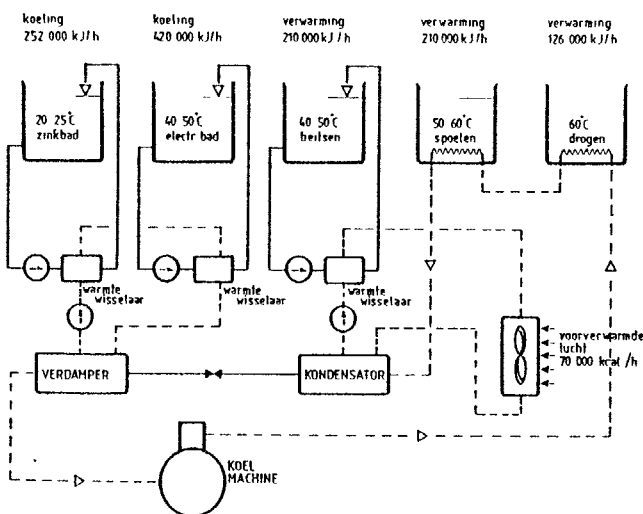 koeling
252 000 kJ/h
koeling
420 000 kJ/h
verwarming
210 000 kJ/h
verwarming
210 000 kJ/h
verwarming
126 000 kJ/h
20 25°C
zinkbad
40 50°C
electr bad
40 50°C
beitsen
50 60°C
spoelen
60°C
drogen
warmte
wisselaar
warmte
wisselaar
warmte
wisselaar
VERDAMPER
KONDENSATOR
voorverwarmde
lucht
70 000 kcal/h
KOEL
MACHINE